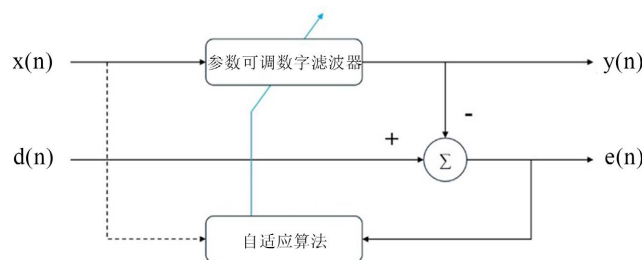 x(n)
参数可调数字滤波器
y(n)
-
+
d(n)
Σ
e(n)
自适应算法